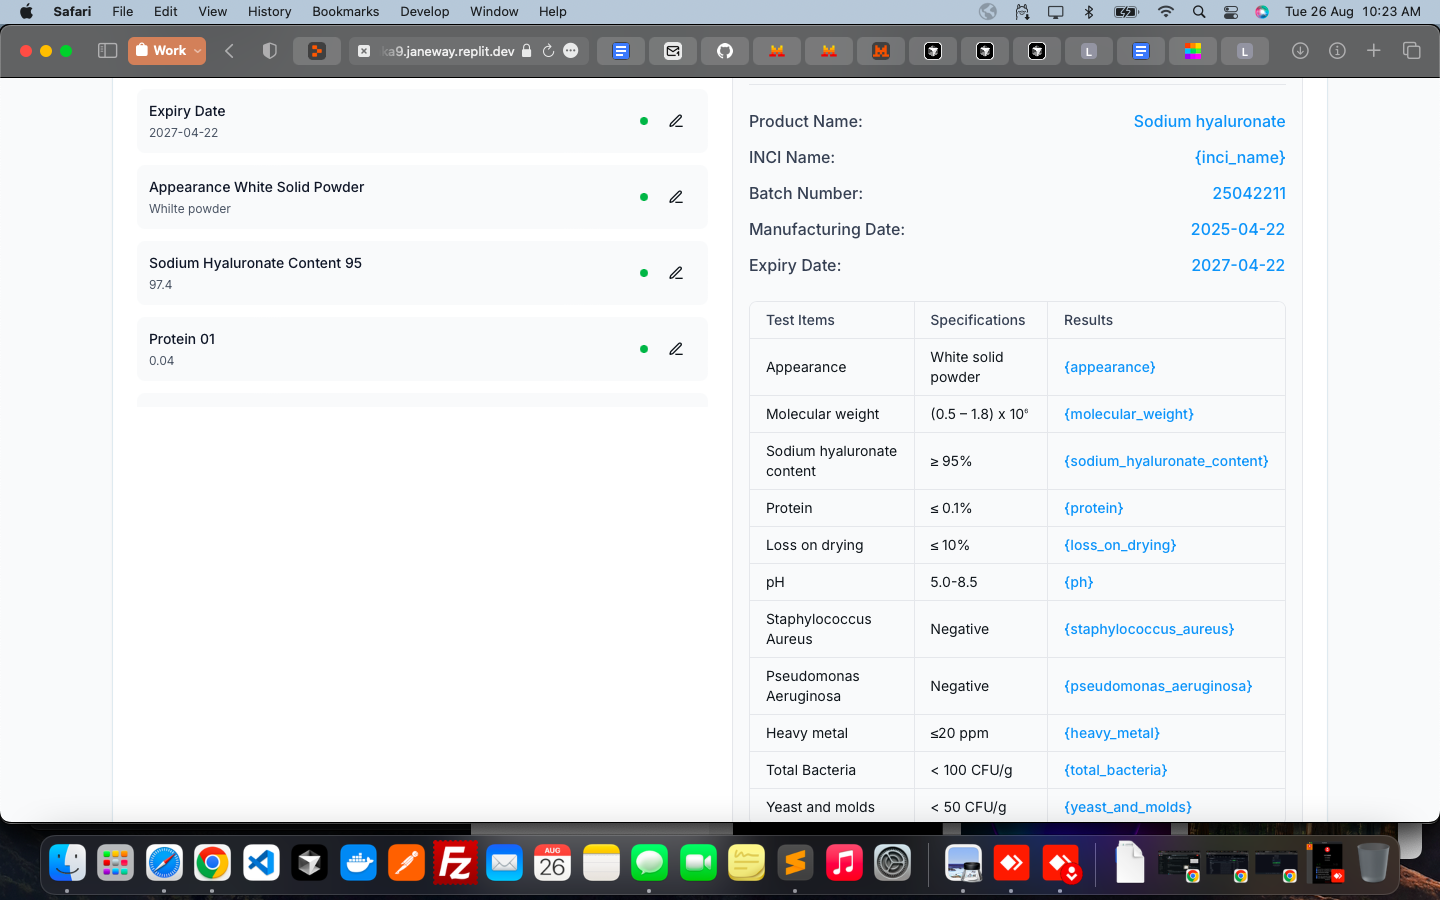 Safari File Edit View History Bookmarks Develop Window Help Tue 26 Aug 10:23 AM
Work ka9.janeway.replit.dev L L
Expiry Date
2027-04-22
Appearance White Solid Powder
Whilte powder
Sodium Hyaluronate Content 95
97.4
Protein 01
0.04
Product Name: Sodium hyaluronate
INCI Name: {inci_name}
Batch Number: 25042211
Manufacturing Date: 2025-04-22
Expiry Date: 2027-04-22
Test Items Specifications Results
Appearance White solid powder {appearance}
Molecular weight (0.5 – 1.8) x 10⁶ {molecular_weight}
Sodium hyaluronate content ≥ 95% {sodium_hyaluronate_content}
Protein ≤ 0.1% {protein}
Loss on drying ≤ 10% {loss_on_drying}
pH 5.0-8.5 {ph}
Staphylococcus Aureus Negative {staphylococcus_aureus}
Pseudomonas Aeruginosa Negative {pseudomonas_aeruginosa}
Heavy metal ≤20 ppm {heavy_metal}
Total Bacteria < 100 CFU/g {total_bacteria}
Yeast and molds < 50 CFU/g {yeast_and_molds}
AUG
26
Fz